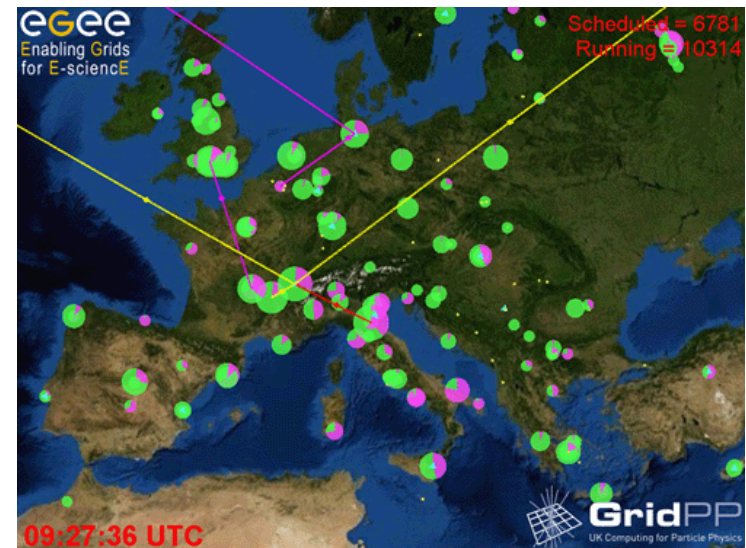 eGee
Enabling Grids
for E-sciencE
Scheduled = 6781
Running = 10314
09:27:36 UTC
GridPP
UK Computing for Particle Physics